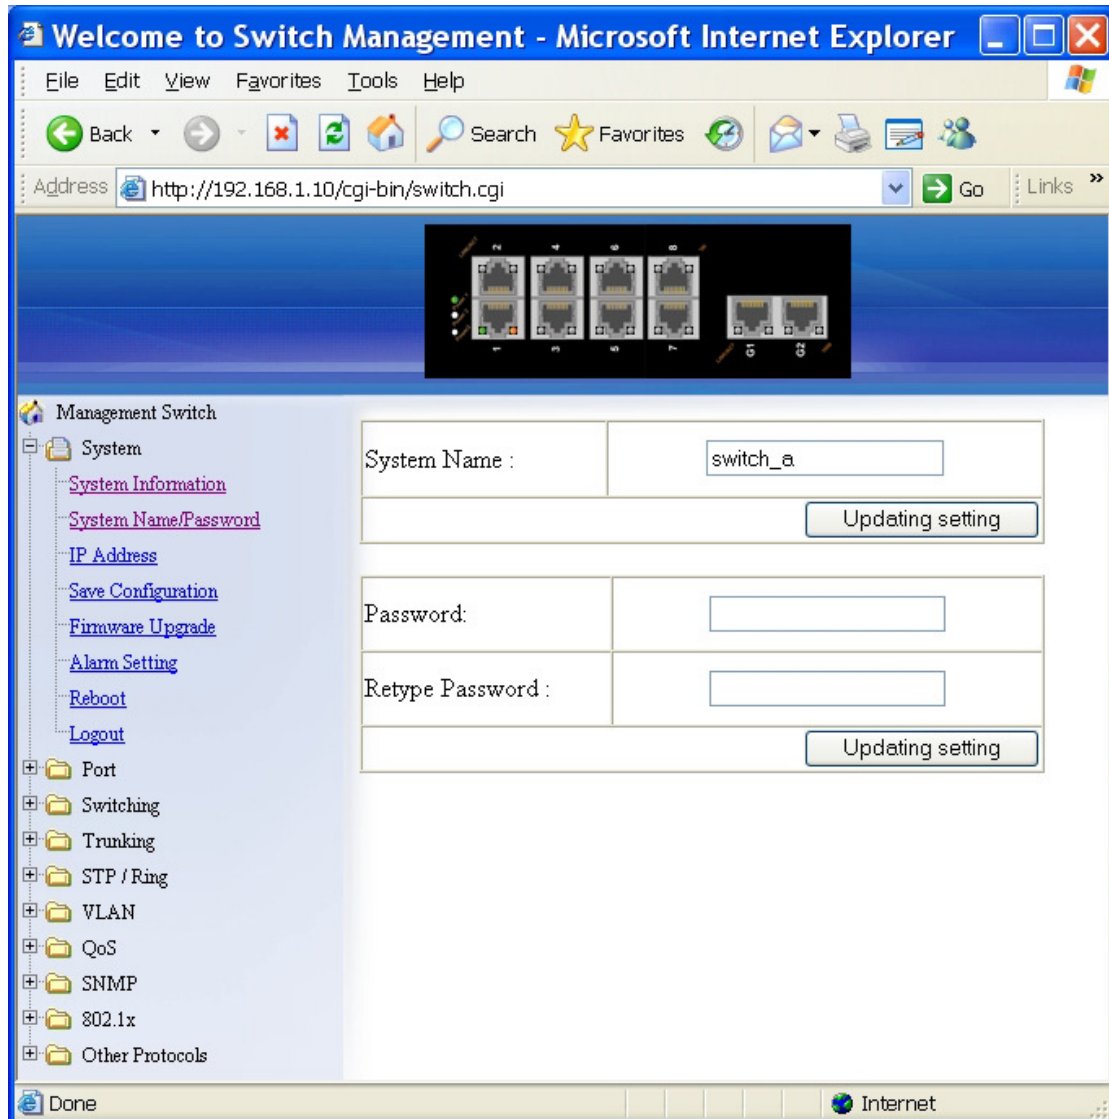 Welcome to Switch Management - Microsoft Internet Explorer
File Edit View Favorites Tools Help
Back Search Favorites
Address http://192.168.1.10/cgi-bin/switch.cgi Go Links »
2 4 6 8
1 3 5 7 G1 G2
Management Switch
System
System Information
System Name/Password
IP Address
Save Configuration
Firmware Upgrade
Alarm Setting
Reboot
Logout
Port
Switching
Trunking
STP / Ring
VLAN
QoS
SNMP
802.1x
Other Protocols
System Name : switch_a
Updating setting
Password:
Retype Password :
Updating setting
Done Internet